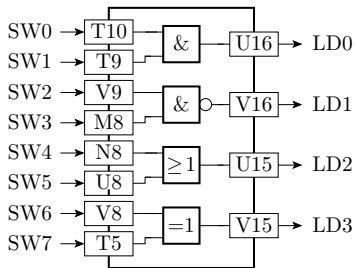 SW0 T10 & U16 LD0
SW1 T9
SW2 V9 & V16 LD1
SW3 M8
SW4 N8 ≥1 U15 LD2
SW5 U8
SW6 V8 =1 V15 LD3
SW7 T5